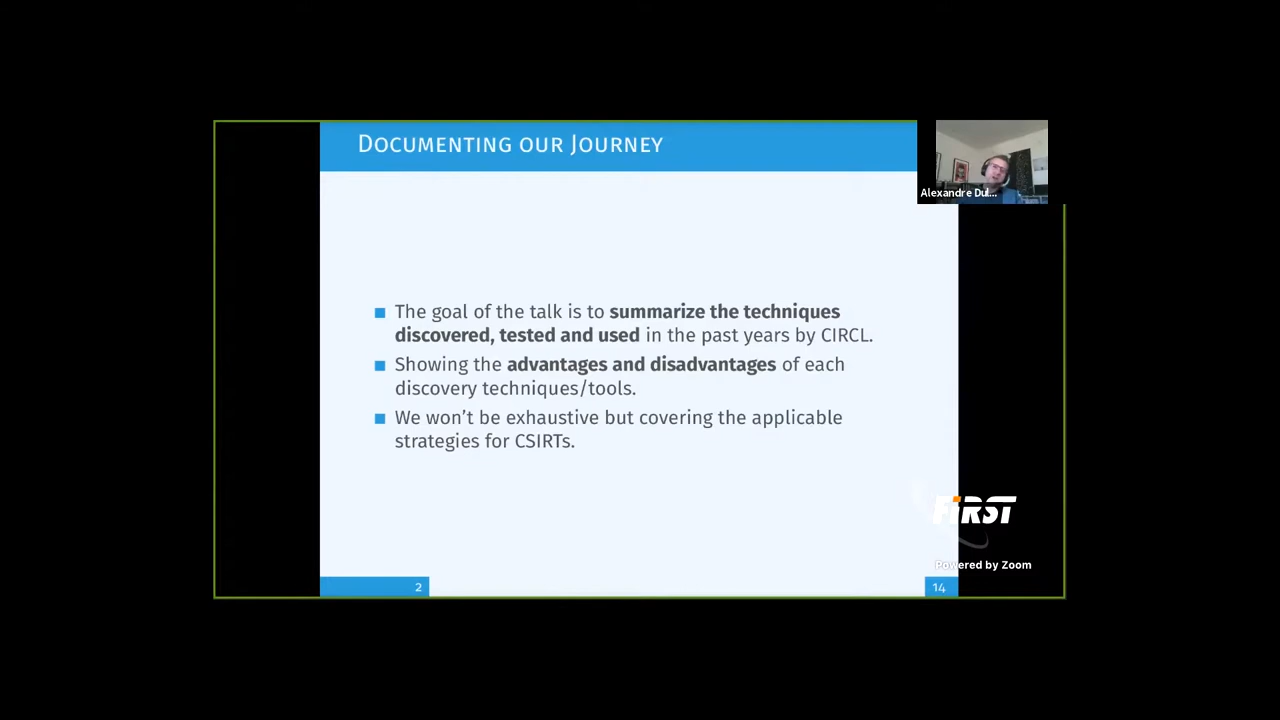 DOCUMENTING OUR JOURNEY
Alexandre Dul...
The goal of the talk is to summarize the techniques
discovered, tested and used in the past years by CIRCL.
Showing the advantages and disadvantages of each
discovery techniques/tools.
We won't be exhaustive but covering the applicable
strategies for CSIRTs.
FiRST
Powered by Zoom
2
14